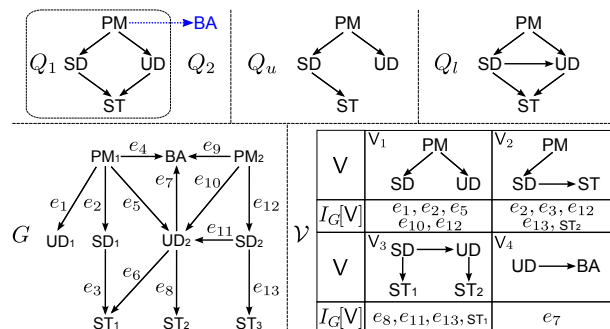 PM BA PM PM
Q1 SD UD Q2 Qu SD UD Ql SD UD
ST ST ST
PM1 e4 BA e9 PM2
e1 e2 e5 e7 e10 e12
G UD1 SD1 UD2 e11 SD2
e3 e6 e8 e13
ST1 ST2 ST3
V
V V1 PM SD UD V2 PM SD ST
IG[V] e1, e2, e5 e10, e12 e2, e3, e12 e13, ST2
V V3 SD UD ST1 ST2 V4 UD BA
IG[V] e8, e11, e13, ST1 e7